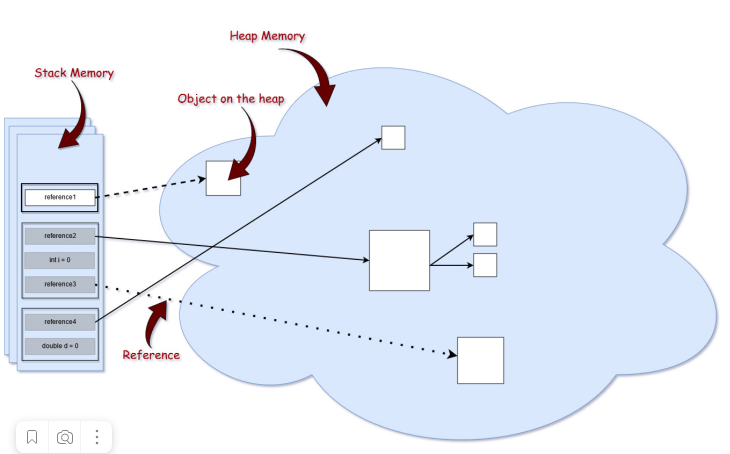 Heap Memory
Stack Memory
Object on the heap
reference1
reference2
int i = 0
reference3
reference4
double d = 0
Reference